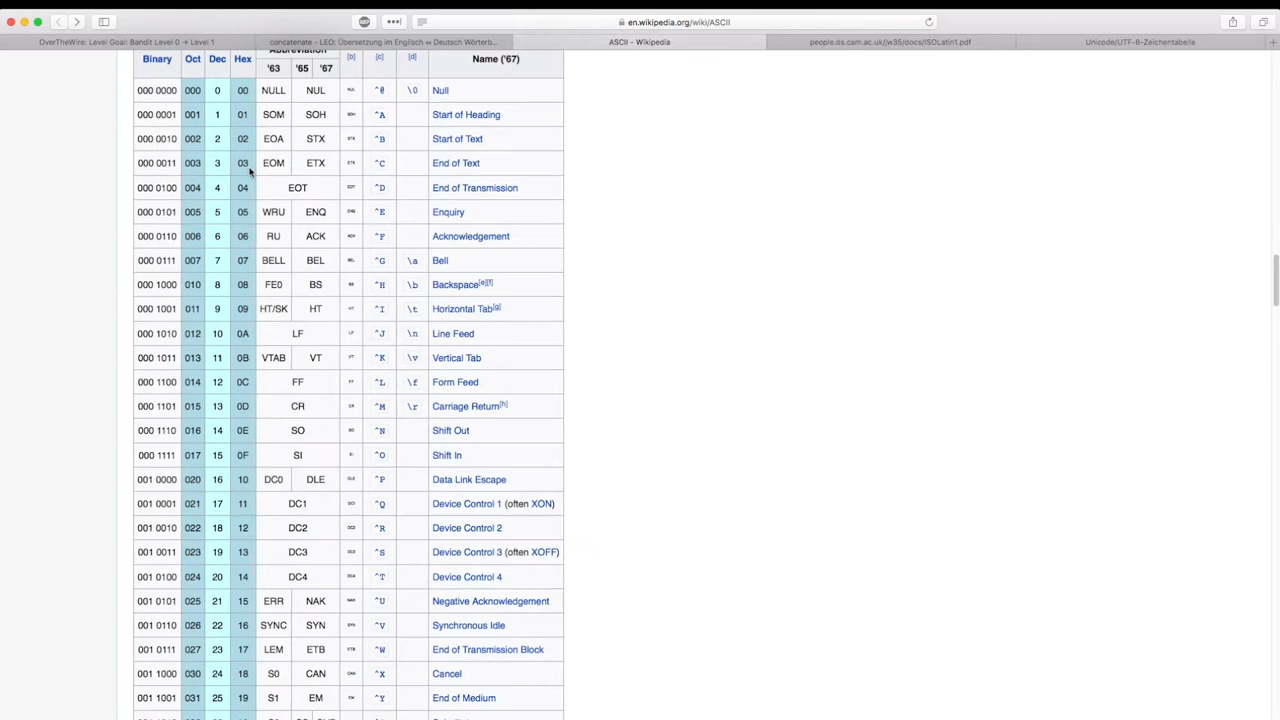 en.wikipedia.org/wiki/ASCII
OverTheWire: Level Goal: Bandit Level 0 → Level 1
concatenate - LEO: Übersetzung im Englisch ⇔ Deutsch Wörterb...
ASCII - Wikipedia
people.ds.cam.ac.uk/jw35/docs/ISOLatin1.pdf
Unicode/UTF-8-Zeichentabelle
Abbreviation
Binary Oct Dec Hex [b] [c] [d] Name ('67)
'63 '65 '67
000 0000 000 0 00 NULL NUL ^@ \0 Null
000 0001 001 1 01 SOM SOH ^A Start of Heading
000 0010 002 2 02 EOA STX ^B Start of Text
000 0011 003 3 03 EOM ETX ^C End of Text
000 0100 004 4 04 EOT ^D End of Transmission
000 0101 005 5 05 WRU ENQ ^E Enquiry
000 0110 006 6 06 RU ACK ^F Acknowledgement
000 0111 007 7 07 BELL BEL ^G \a Bell
000 1000 010 8 08 FE0 BS ^H \b Backspace[e][f]
000 1001 011 9 09 HT/SK HT ^I \t Horizontal Tab[g]
000 1010 012 10 0A LF ^J \n Line Feed
000 1011 013 11 0B VTAB VT ^K \v Vertical Tab
000 1100 014 12 0C FF ^L \f Form Feed
000 1101 015 13 0D CR ^M \r Carriage Return[h]
000 1110 016 14 0E SO ^N Shift Out
000 1111 017 15 0F SI ^O Shift In
001 0000 020 16 10 DC0 DLE ^P Data Link Escape
001 0001 021 17 11 DC1 ^Q Device Control 1 (often XON)
001 0010 022 18 12 DC2 ^R Device Control 2
001 0011 023 19 13 DC3 ^S Device Control 3 (often XOFF)
001 0100 024 20 14 DC4 ^T Device Control 4
001 0101 025 21 15 ERR NAK ^U Negative Acknowledgement
001 0110 026 22 16 SYNC SYN ^V Synchronous Idle
001 0111 027 23 17 LEM ETB ^W End of Transmission Block
001 1000 030 24 18 S0 CAN ^X Cancel
001 1001 031 25 19 S1 EM ^Y End of Medium